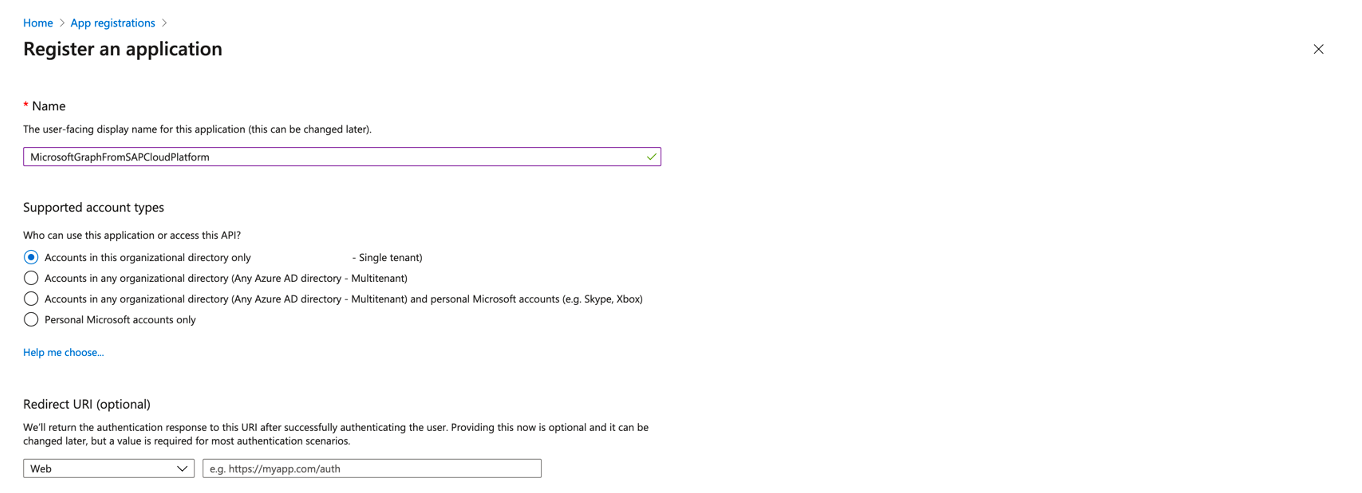 Home > App registrations >
Register an application
* Name
The user-facing display name for this application (this can be changed later).
MicrosoftGraphFromSAPCloudPlatform
Supported account types
Who can use this application or access this API?
Accounts in this organizational directory only - Single tenant)
Accounts in any organizational directory (Any Azure AD directory - Multitenant)
Accounts in any organizational directory (Any Azure AD directory - Multitenant) and personal Microsoft accounts (e.g. Skype, Xbox)
Personal Microsoft accounts only
Help me choose...
Redirect URI (optional)
We'll return the authentication response to this URI after successfully authenticating the user. Providing this now is optional and it can be
changed later, but a value is required for most authentication scenarios.
Web e.g. https://myapp.com/auth